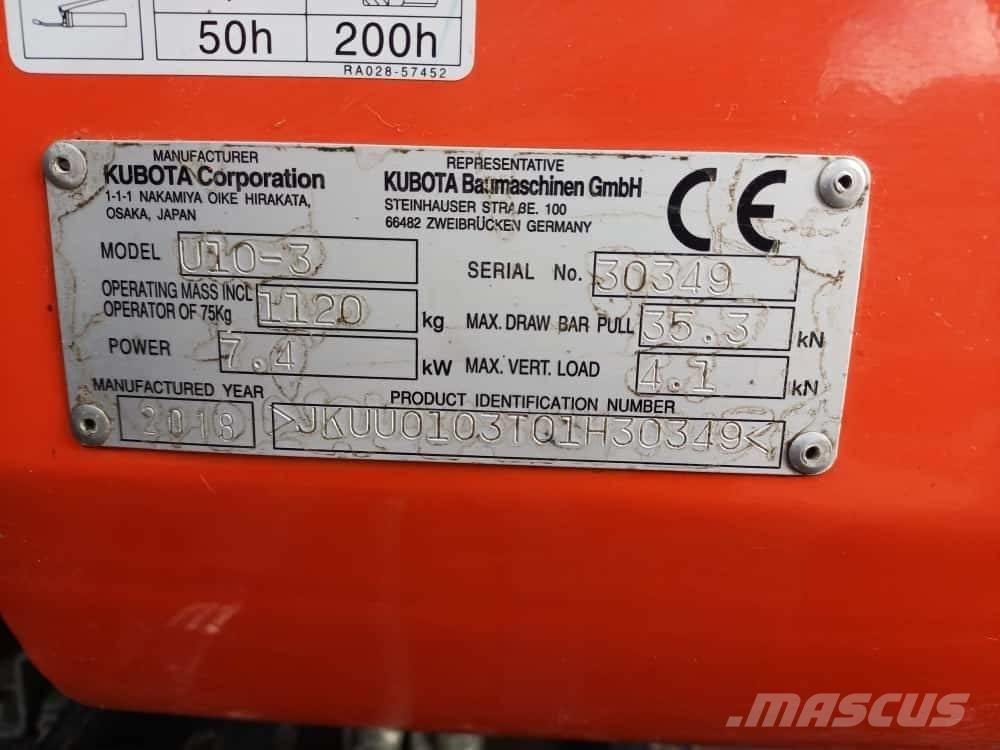 50h 200h
RA028-57452
MANUFACTURER
KUBOTA Corporation
1-1-1 NAKAMIYA OIKE HIRAKATA,
OSAKA, JAPAN
REPRESENTATIVE
KUBOTA Baumaschinen GmbH
STEINHAUSER STRAßE. 100
66482 ZWEIBRÜCKEN GERMANY
CE
MODEL U10-3
SERIAL No. 30349
OPERATING MASS INCL
OPERATOR OF 75Kg 1120 kg
MAX. DRAW BAR PULL 35.3 kN
POWER 7.4 kW
MAX. VERT. LOAD 4.1 kN
MANUFACTURED YEAR
2018
PRODUCT IDENTIFICATION NUMBER
>JKUU0103T01H30349<
.MASCUS